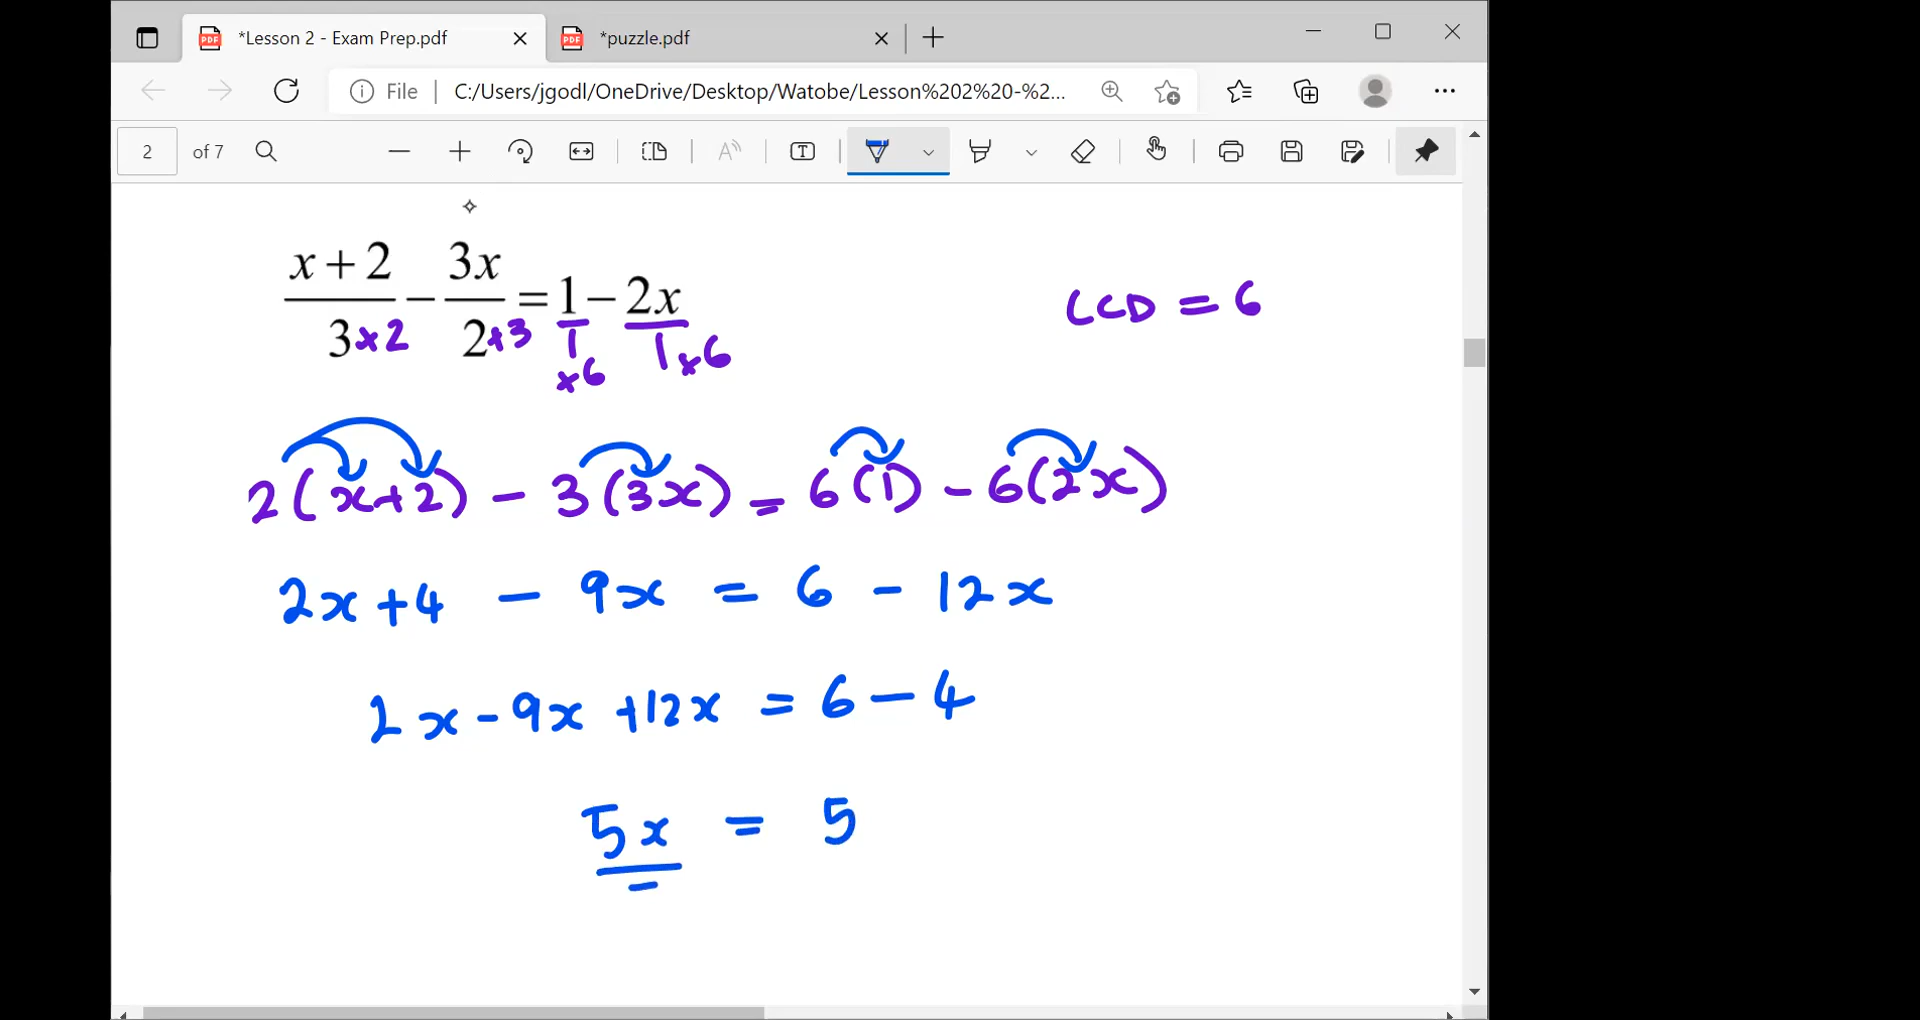 *Lesson 2 - Exam Prep.pdf *puzzle.pdf
File C:/Users/jgodl/OneDrive/Desktop/Watobe/Lesson%202%20-%2...
2 of 7
x + 2 / 3 - 3x / 2 = 1 - 2x
×2 ×3 1 ×6 1 ×6
LCD = 6
2(x+2) - 3(3x) = 6(1) - 6(2x)
2x + 4 - 9x = 6 - 12x
2x - 9x + 12x = 6 - 4
5x = 5